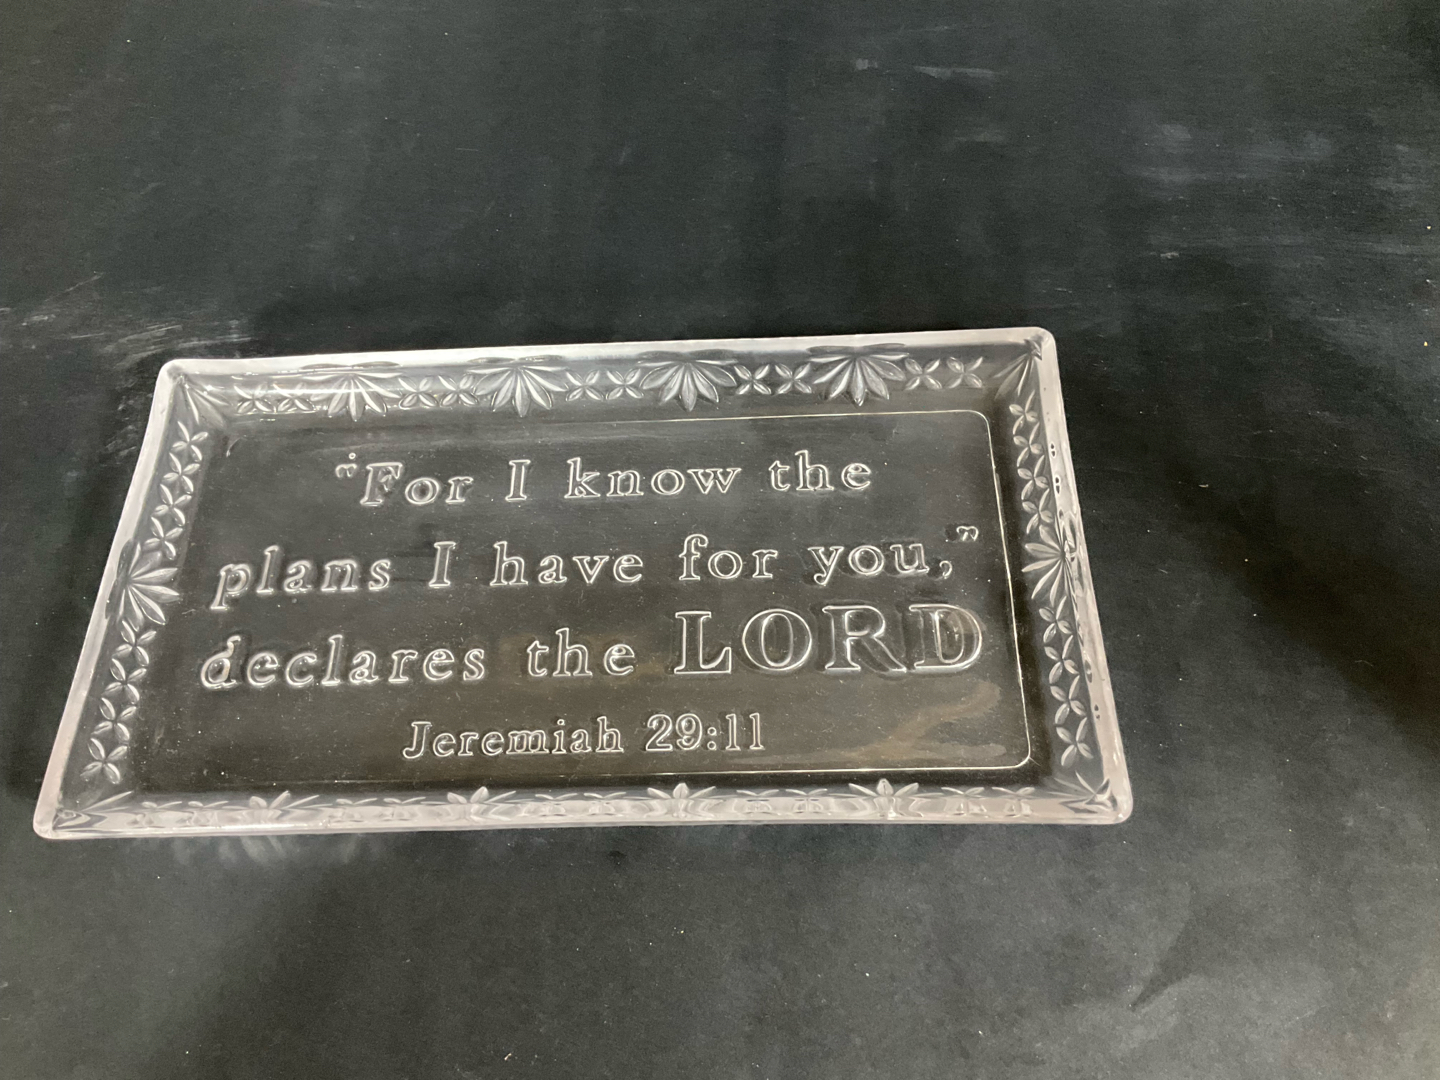 "For I know the
plans I have for you,"
declares the LORD
Jeremiah 29:11